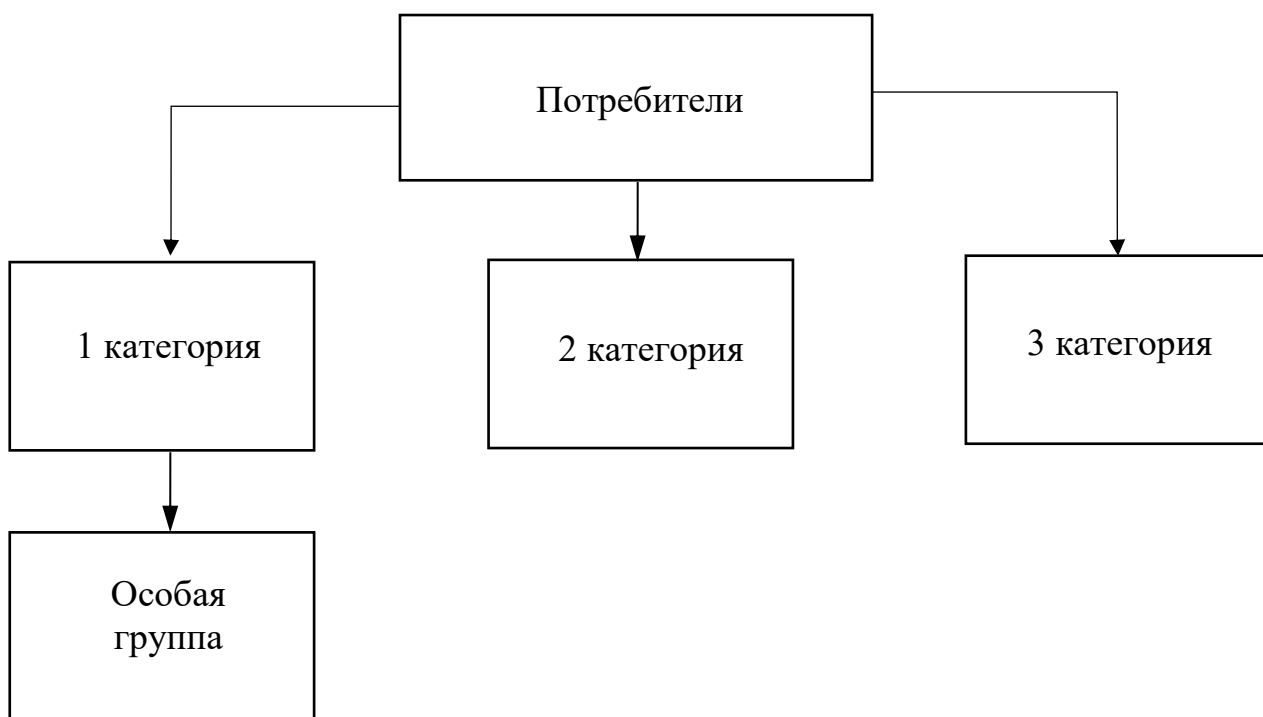 Потребители
1 категория
2 категория
3 категория
Особая
группа